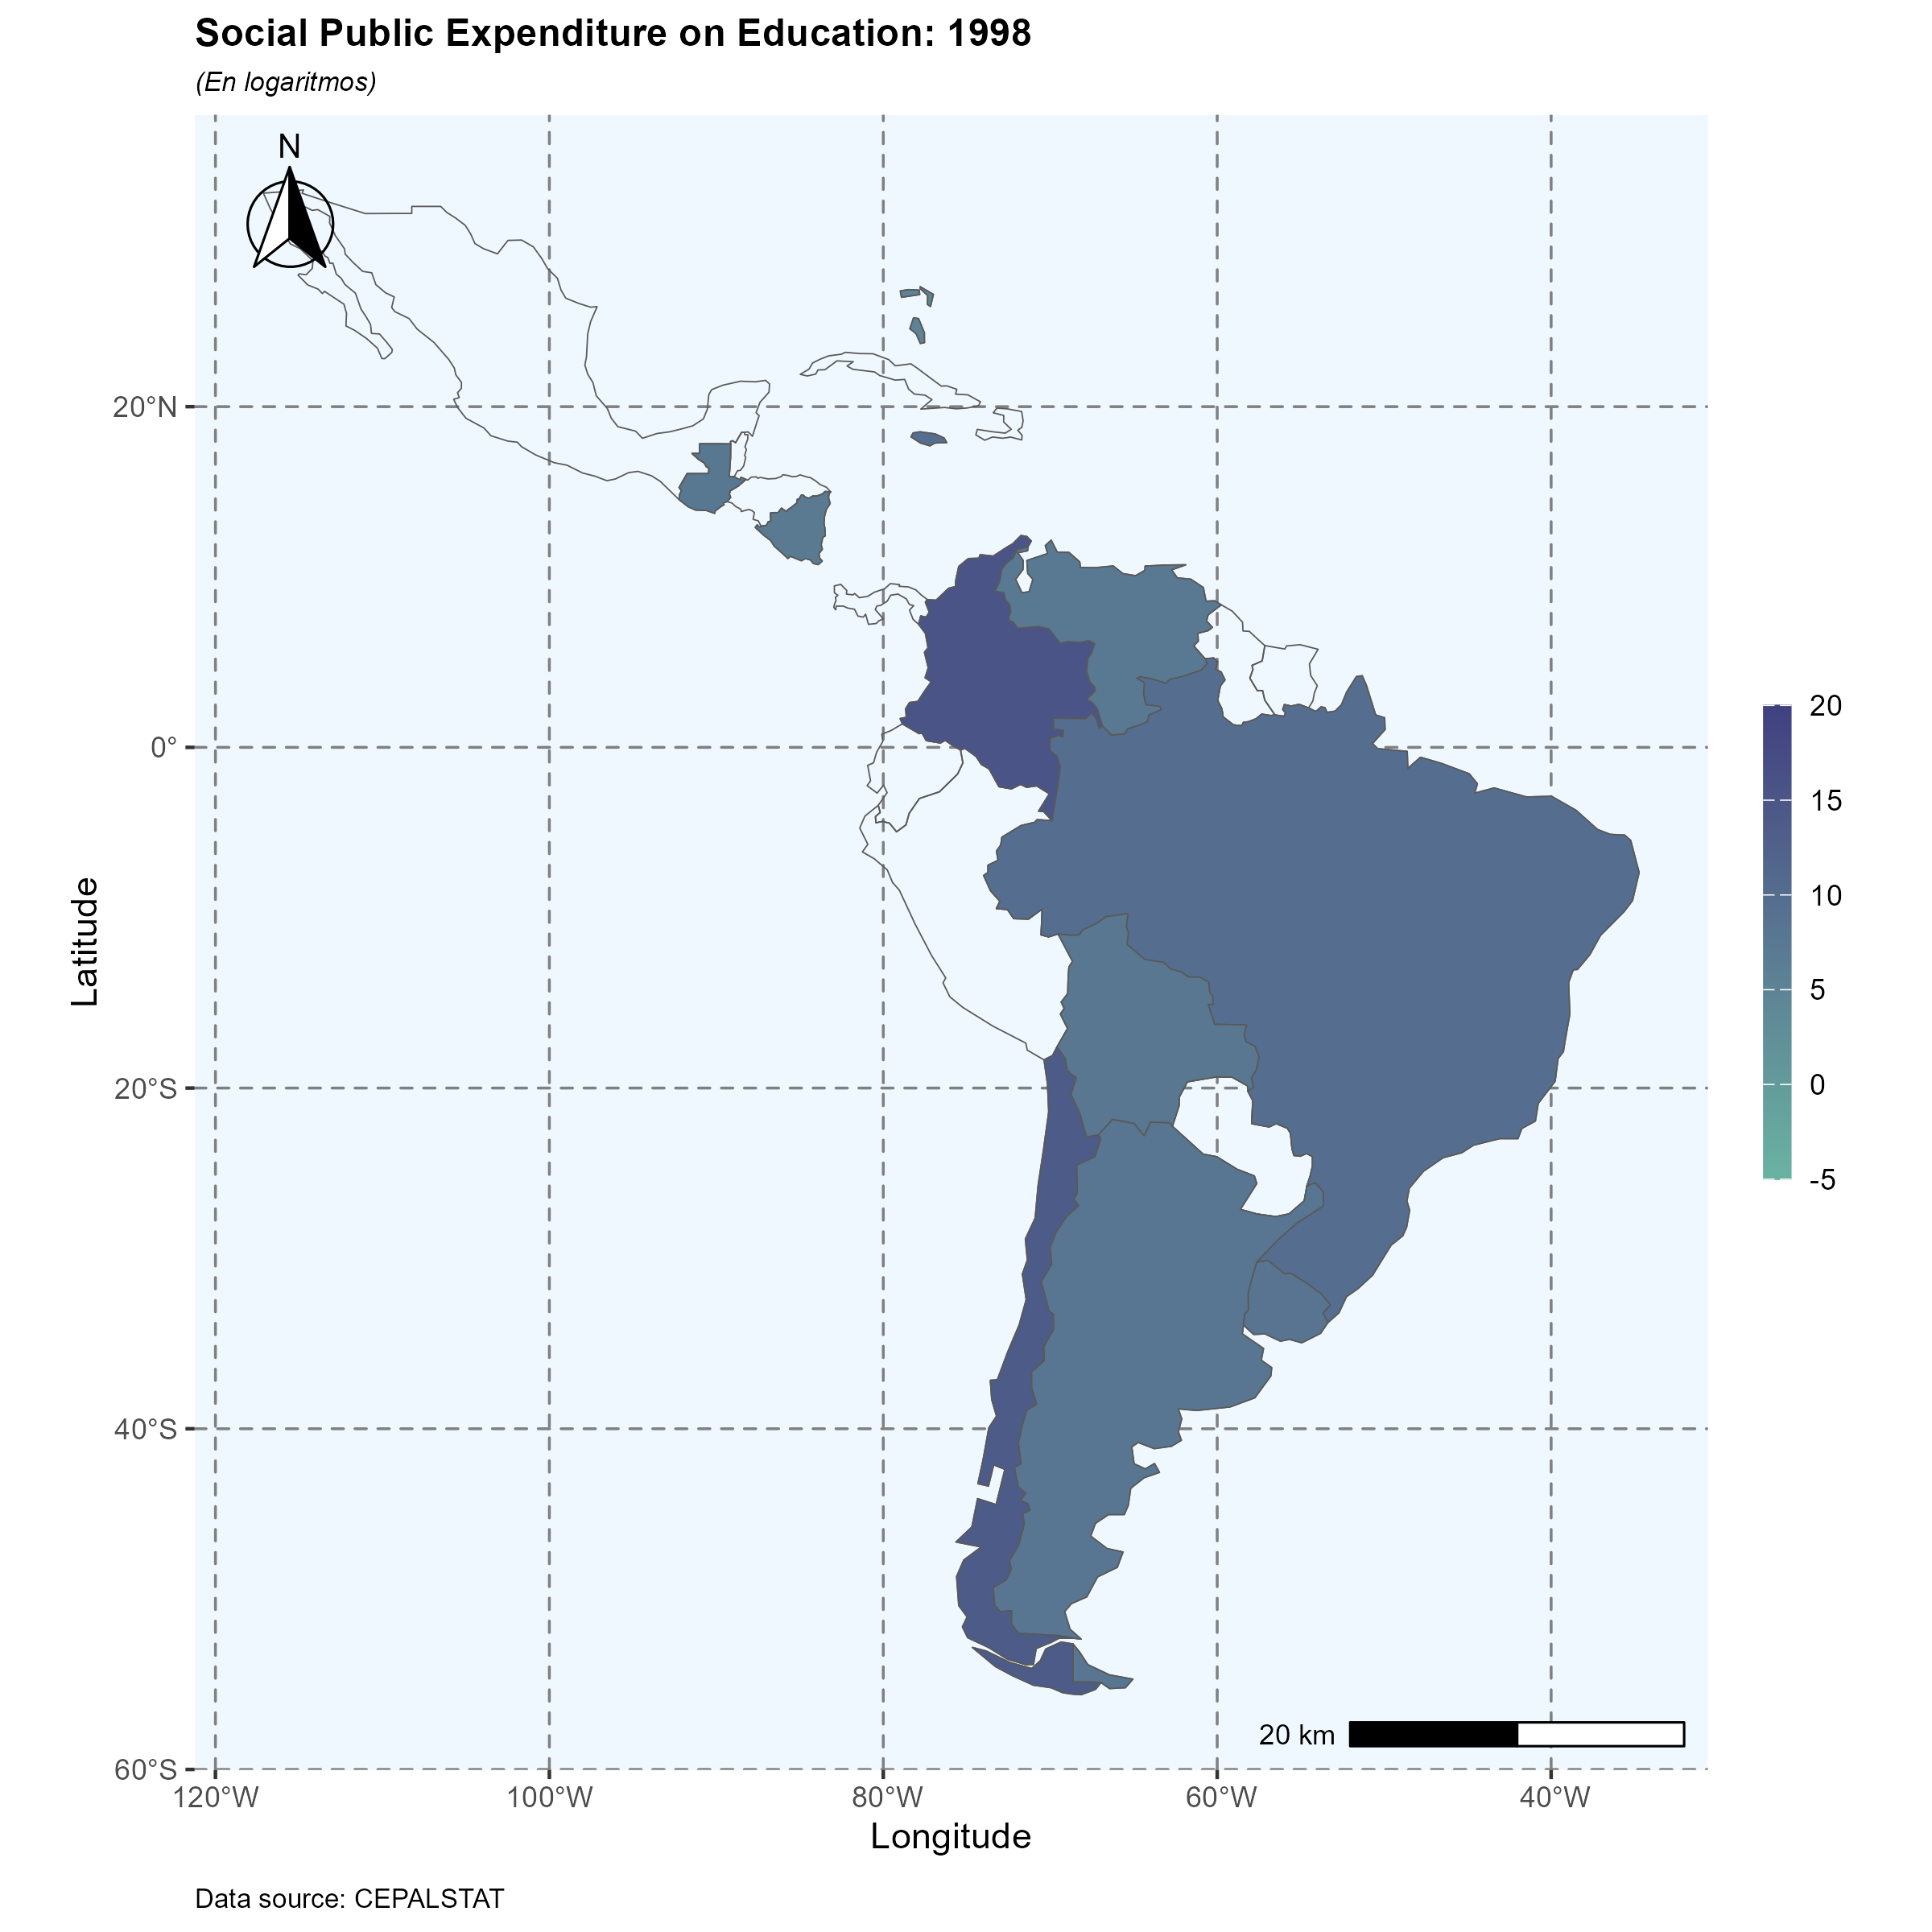 Social Public Expenditure on Education: 1998
(En logaritmos)
N
20°N
0°
20°S
40°S
60°S
Latitude
120°W
100°W
80°W
60°W
40°W
Longitude
20 km
20
15
10
5
0
-5
Data source: CEPALSTAT